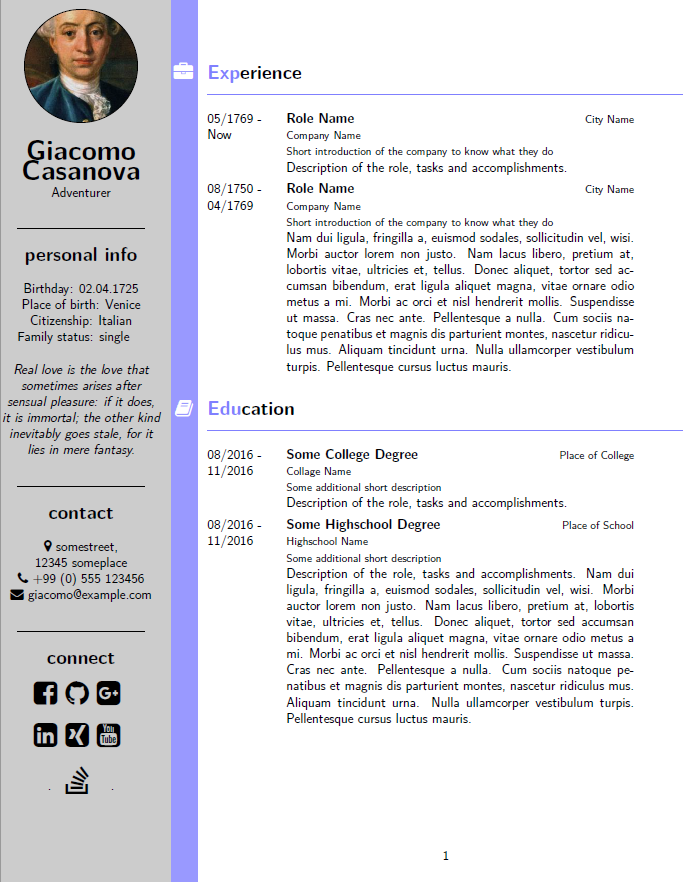 Giacomo
Casanova
Adventurer
personal info
Birthday: 02.04.1725
Place of birth: Venice
Citizenship: Italian
Family status: single
Real love is the love that
sometimes arises after
sensual pleasure: if it does,
it is immortal; the other kind
inevitably goes stale, for it
lies in mere fantasy.
contact
somestreet,
12345 someplace
+99 (0) 555 123456
giacomo@example.com
connect
G+
in
You
Tube
. .
Experience
05/1769 - Role Name City Name
Now Company Name
Short introduction of the company to know what they do
Description of the role, tasks and accomplishments.
08/1750 - Role Name City Name
04/1769 Company Name
Short introduction of the company to know what they do
Nam dui ligula, fringilla a, euismod sodales, sollicitudin vel, wisi.
Morbi auctor lorem non justo. Nam lacus libero, pretium at,
lobortis vitae, ultricies et, tellus. Donec aliquet, tortor sed ac-
cumsan bibendum, erat ligula aliquet magna, vitae ornare odio
metus a mi. Morbi ac orci et nisl hendrerit mollis. Suspendisse
ut massa. Cras nec ante. Pellentesque a nulla. Cum sociis na-
toque penatibus et magnis dis parturient montes, nascetur ridicu-
lus mus. Aliquam tincidunt urna. Nulla ullamcorper vestibulum
turpis. Pellentesque cursus luctus mauris.
Education
08/2016 - Some College Degree Place of College
11/2016 Collage Name
Some additional short description
Description of the role, tasks and accomplishments.
08/2016 - Some Highschool Degree Place of School
11/2016 Highschool Name
Some additional short description
Description of the role, tasks and accomplishments. Nam dui
ligula, fringilla a, euismod sodales, sollicitudin vel, wisi. Morbi
auctor lorem non justo. Nam lacus libero, pretium at, lobortis
vitae, ultricies et, tellus. Donec aliquet, tortor sed accumsan
bibendum, erat ligula aliquet magna, vitae ornare odio metus a
mi. Morbi ac orci et nisl hendrerit mollis. Suspendisse ut massa.
Cras nec ante. Pellentesque a nulla. Cum sociis natoque pe-
natibus et magnis dis parturient montes, nascetur ridiculus mus.
Aliquam tincidunt urna. Nulla ullamcorper vestibulum turpis.
Pellentesque cursus luctus mauris.
1